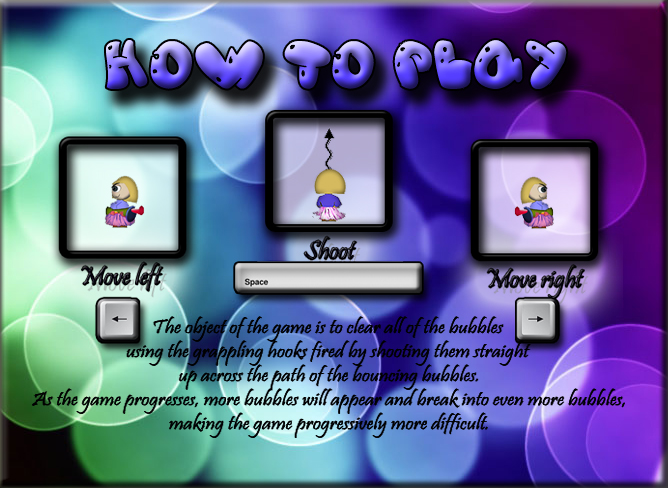 HOW TO PLAY
Shoot
Move left
Space
Move right
←
→
The object of the game is to clear all of the bubbles
using the grappling hooks fired by shooting them straight
up across the path of the bouncing bubbles.
As the game progresses, more bubbles will appear and break into even more bubbles,
making the game progressively more difficult.